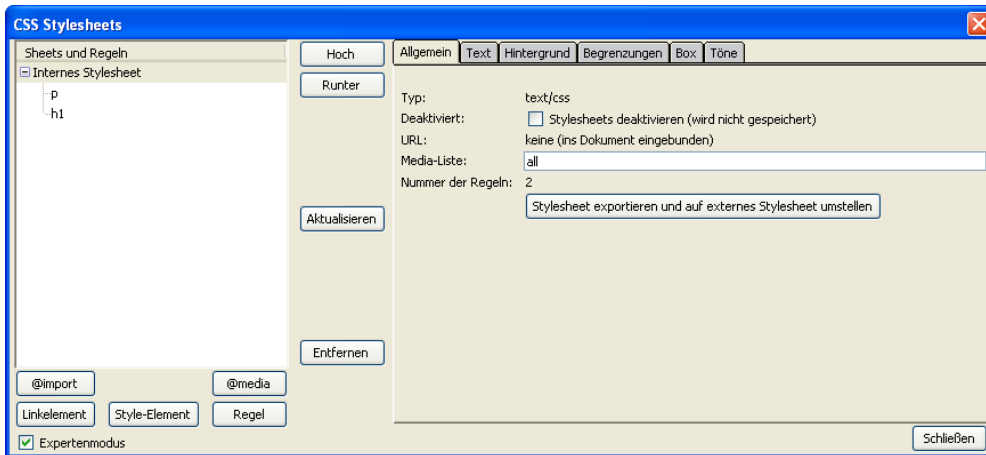 CSS Stylesheets
Sheets und Regeln
Internes Stylesheet
p
h1
Hoch
Runter
Aktualisieren
Entfernen
@import
@media
Linkelement
Style-Element
Regel
Expertenmodus
Allgemein Text Hintergrund Begrenzungen Box Töne
Typ: text/css
Deaktiviert: Stylesheets deaktivieren (wird nicht gespeichert)
URL: keine (ins Dokument eingebunden)
Media-Liste: all
Nummer der Regeln: 2
Stylesheet exportieren und auf externes Stylesheet umstellen
Schließen